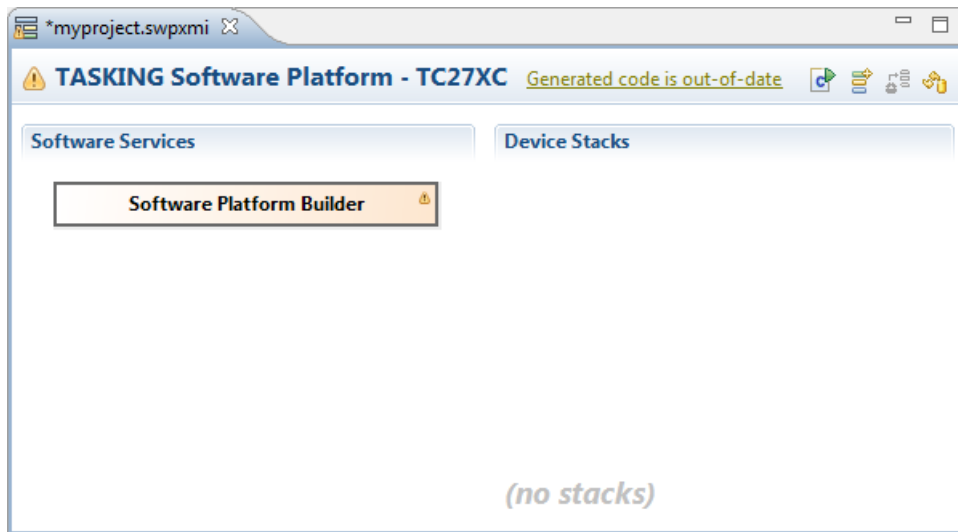 *myproject.swpxmi
TASKING Software Platform - TC27XC Generated code is out-of-date
Software Services
Device Stacks
Software Platform Builder
(no stacks)